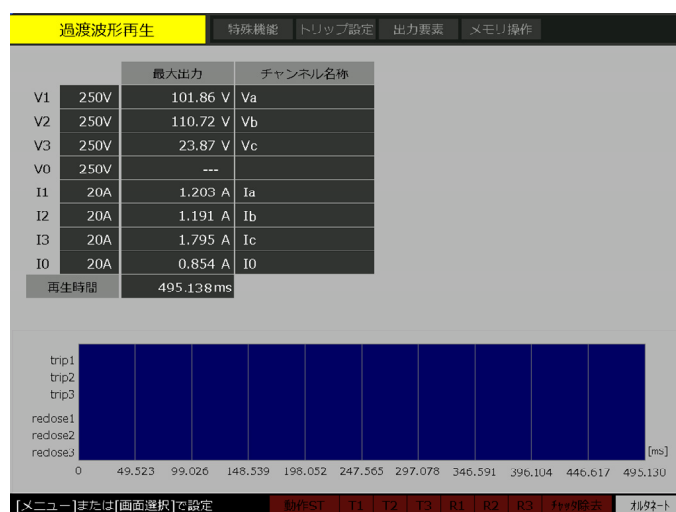 過渡波形再生 特殊機能 トリップ設定 出力要素 メモリ操作
最大出力 チャンネル名称
V1 250V 101.86 V Va
V2 250V 110.72 V Vb
V3 250V 23.87 V Vc
V0 250V ---
I1 20A 1.203 A Ia
I2 20A 1.191 A Ib
I3 20A 1.795 A Ic
I0 20A 0.854 A I0
再生時間 495.138ms
trip1
trip2
trip3
reclose1
reclose2
reclose3 [ms]
0 49.523 99.026 148.539 198.052 247.565 297.078 346.591 396.104 446.617 495.130
[メニュー]または[画面選択]で設定 動作ST T1 T2 T3 R1 R2 R3 ﾁｬｯﾀ除去 ｵﾙﾀﾈｰﾄ